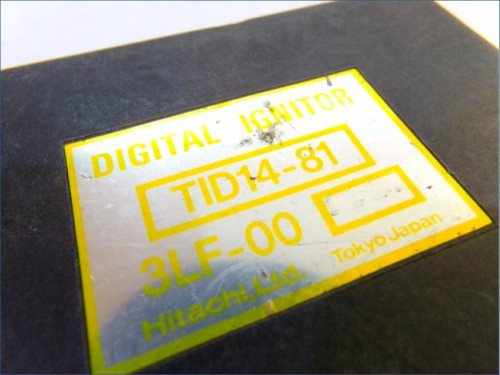 DIGITAL IGNITOR
TID14-81
3LF-00
Hitachi, Ltd. Tokyo Japan